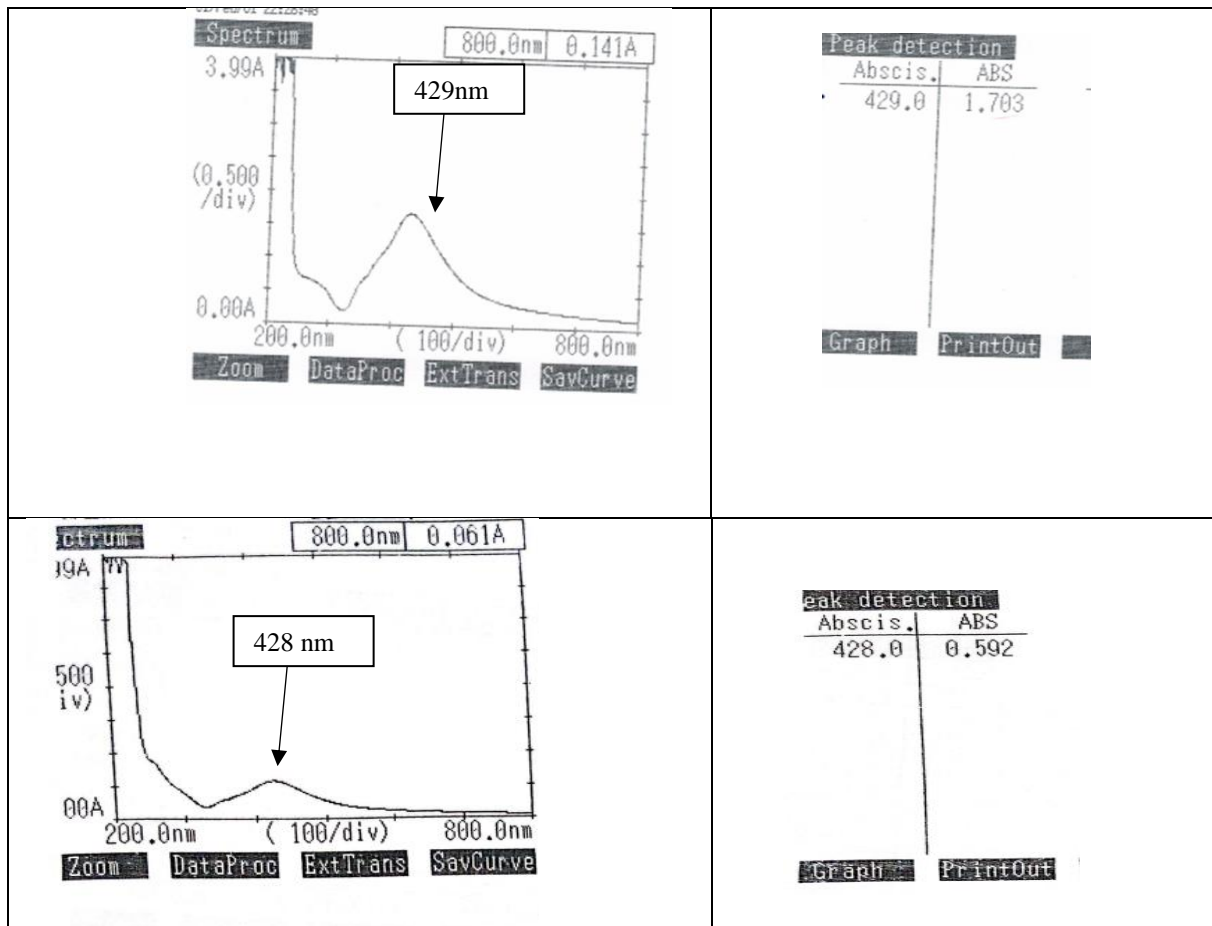 Spectrum
800.0nm 0.141A
3.99A
429nm
(0.500
/div)
0.00A
200.0nm ( 100/div) 800.0nm
Zoom DataProc ExtTrans SavCurve
Peak detection
Abscis. ABS
429.0 1.703
Graph PrintOut
ectrum
800.0nm 0.061A
99A
428 nm
500
iv)
00A
200.0nm ( 100/div) 800.0nm
Zoom DataProc ExtTrans SavCurve
eak detection
Abscis. ABS
428.0 0.592
Graph PrintOut